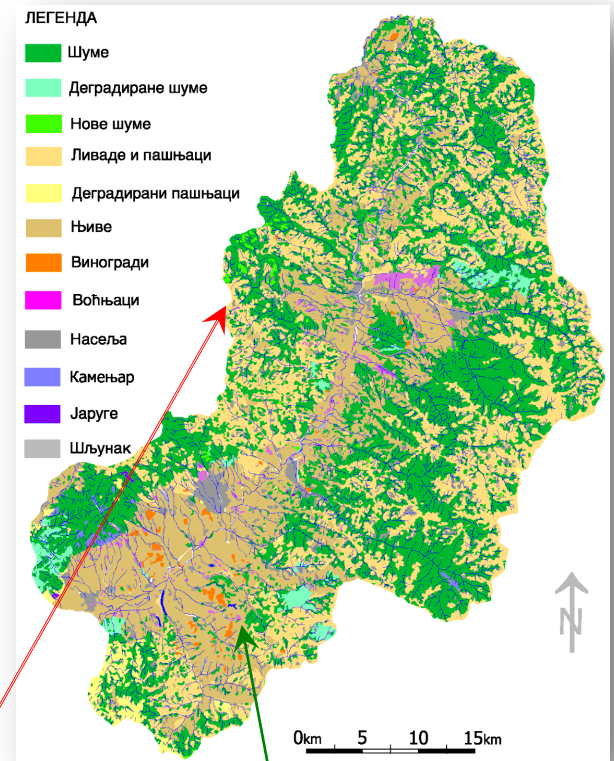 ЛЕГЕНДА
Шуме
Деградиране шуме
Нове шуме
Ливаде и пашњаци
Деградирани пашњаци
Њиве
Виногради
Воћњаци
Насеља
Камењар
Јаруге
Шљунак
N
0km 5 10 15km